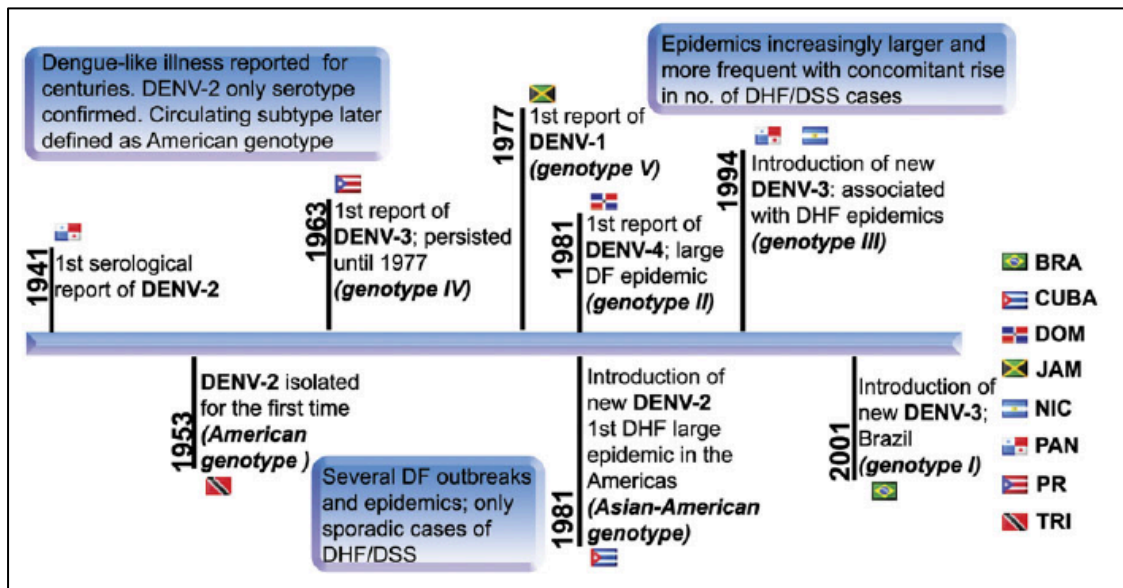 Dengue-like illness reported for
centuries. DENV-2 only serotype
confirmed. Circulating subtype later
defined as American genotype
Epidemics increasingly larger and
more frequent with concomitant rise
in no. of DHF/DSS cases
1941
1st serological
report of DENV-2
1963
1st report of
DENV-3; persisted
until 1977
(genotype IV)
1977
1st report of
DENV-1
(genotype V)
1981
1st report of
DENV-4; large
DF epidemic
(genotype II)
1994
Introduction of new
DENV-3: associated
with DHF epidemics
(genotype III)
1953
DENV-2 isolated
for the first time
(American
genotype )
Several DF outbreaks
and epidemics; only
sporadic cases of
DHF/DSS
1981
Introduction of
new DENV-2
1st DHF large
epidemic in the
Americas
(Asian-American
genotype)
2001
Introduction of
new DENV-3;
Brazil
(genotype I)
BRA
CUBA
DOM
JAM
NIC
PAN
PR
TRI